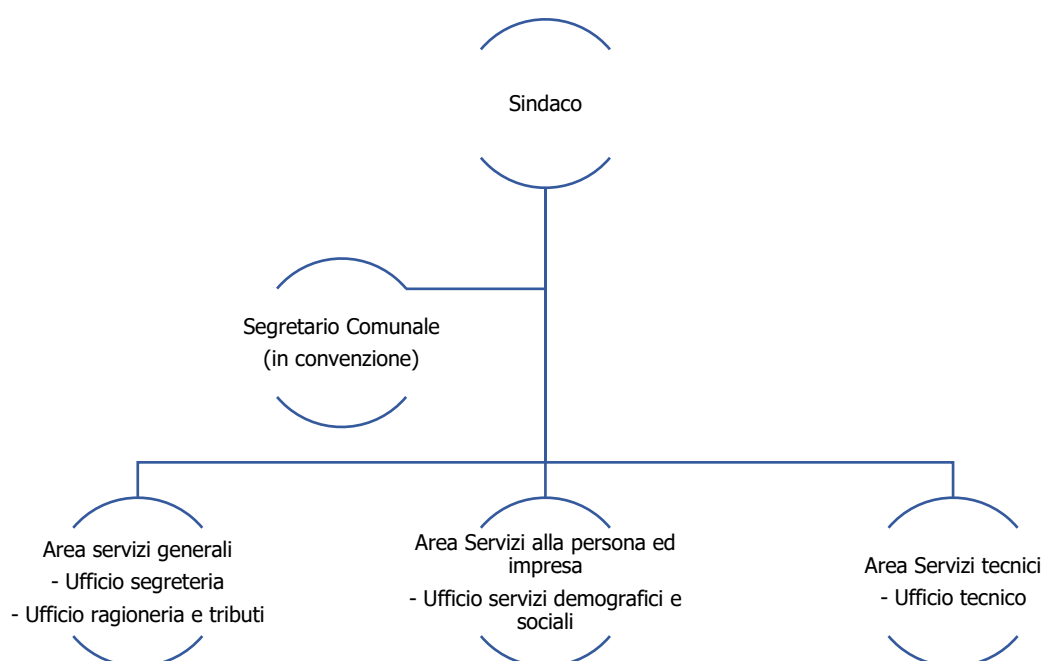 Sindaco
Segretario Comunale
(in convenzione)
Area servizi generali
- Ufficio segreteria
- Ufficio ragioneria e tributi
Area Servizi alla persona ed
impresa
- Ufficio servizi demografici e
sociali
Area Servizi tecnici
- Ufficio tecnico